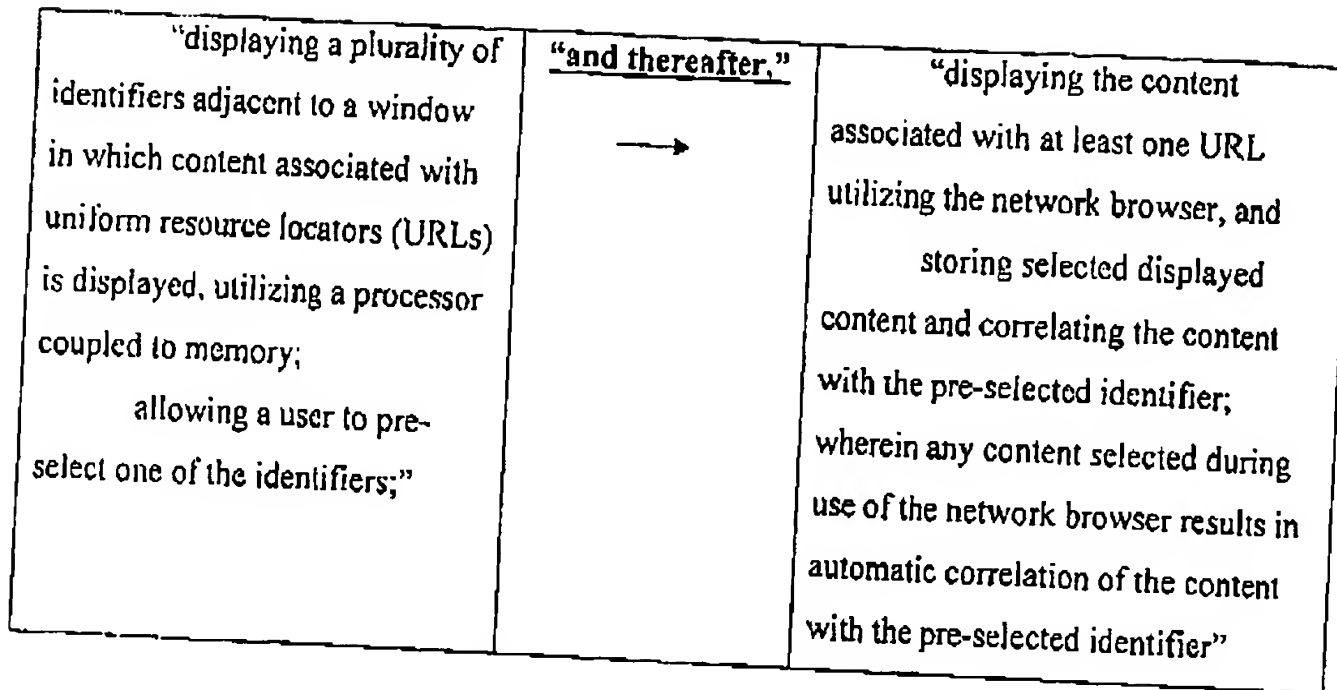 "displaying a plurality of
identifiers adjacent to a window
in which content associated with
uniform resource locators (URLs)
is displayed, utilizing a processor
coupled to memory;
allowing a user to pre-
select one of the identifiers;"
"and thereafter,"
→
"displaying the content
associated with at least one URL
utilizing the network browser, and
storing selected displayed
content and correlating the content
with the pre-selected identifier;
wherein any content selected during
use of the network browser results in
automatic correlation of the content
with the pre-selected identifier"